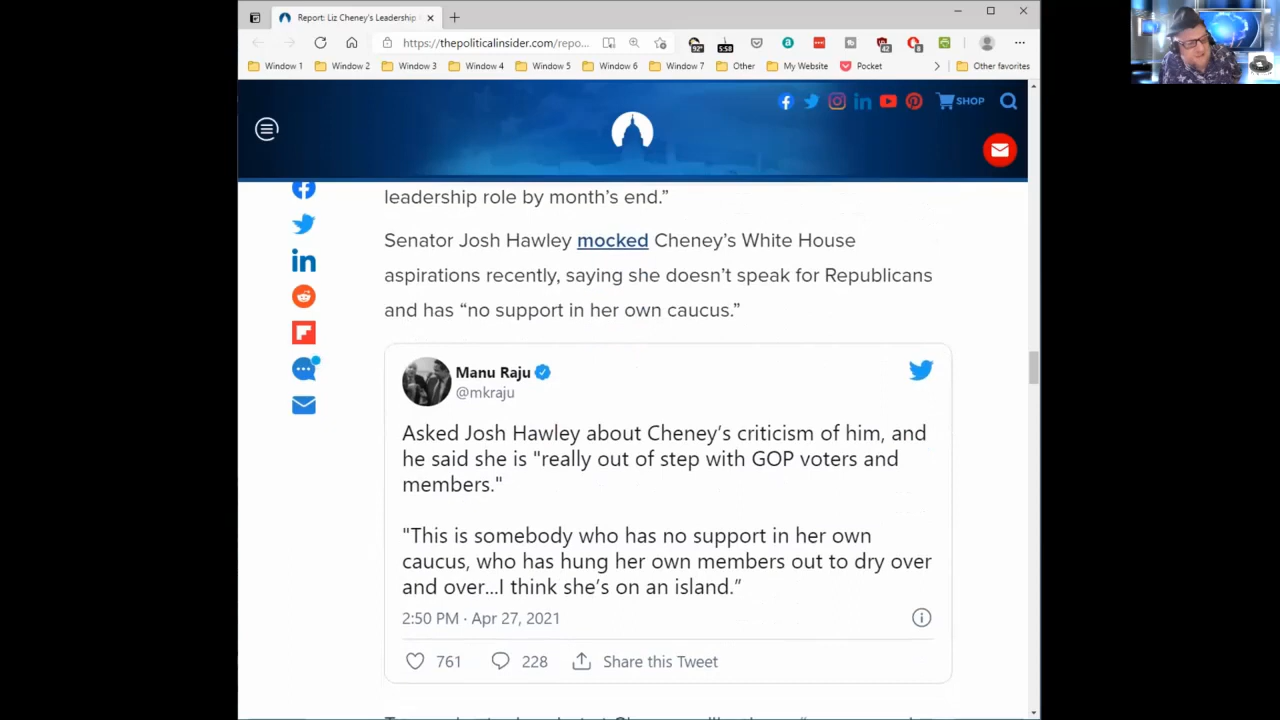 Report: Liz Cheney's Leadership
https://thepoliticalinsider.com/repo...
92°
5:58
42
8
Window 1
Window 2
Window 3
Window 4
Window 5
Window 6
Window 7
Other
My Website
Pocket
Other favorites
SHOP
leadership role by month's end.”
Senator Josh Hawley mocked Cheney's White House
aspirations recently, saying she doesn't speak for Republicans
and has “no support in her own caucus.”
Manu Raju
@mkraju
Asked Josh Hawley about Cheney's criticism of him, and
he said she is "really out of step with GOP voters and
members."
"This is somebody who has no support in her own
caucus, who has hung her own members out to dry over
and over...I think she's on an island.”
2:50 PM · Apr 27, 2021
761
228
Share this Tweet